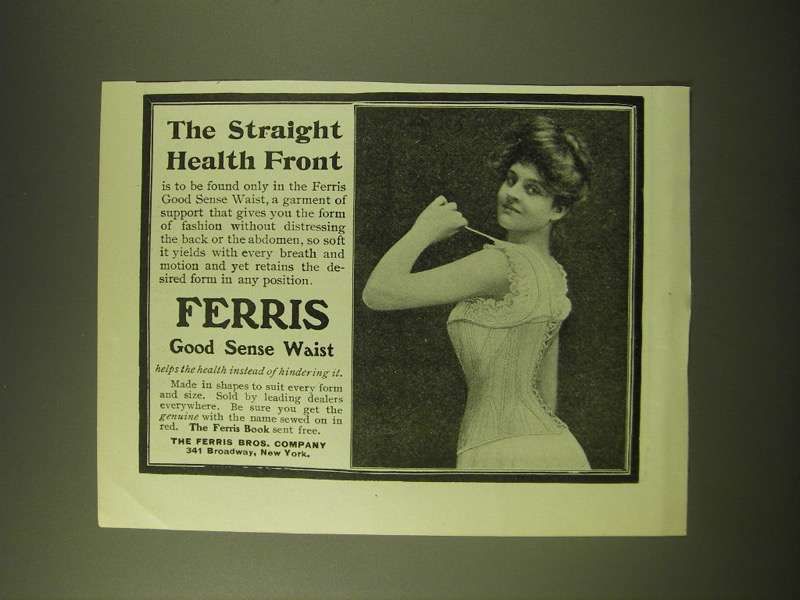 The Straight
Health Front
is to be found only in the Ferris
Good Sense Waist, a garment of
support that gives you the form
of fashion without distressing
the back or the abdomen, so soft
it yields with every breath and
motion and yet retains the de-
sired form in any position.
FERRIS
Good Sense Waist
helps the health instead of hindering it.
Made in shapes to suit every form
and size. Sold by leading dealers
everywhere. Be sure you get the
genuine with the name sewed on in
red. The Ferris Book sent free.
THE FERRIS BROS. COMPANY
341 Broadway, New York.